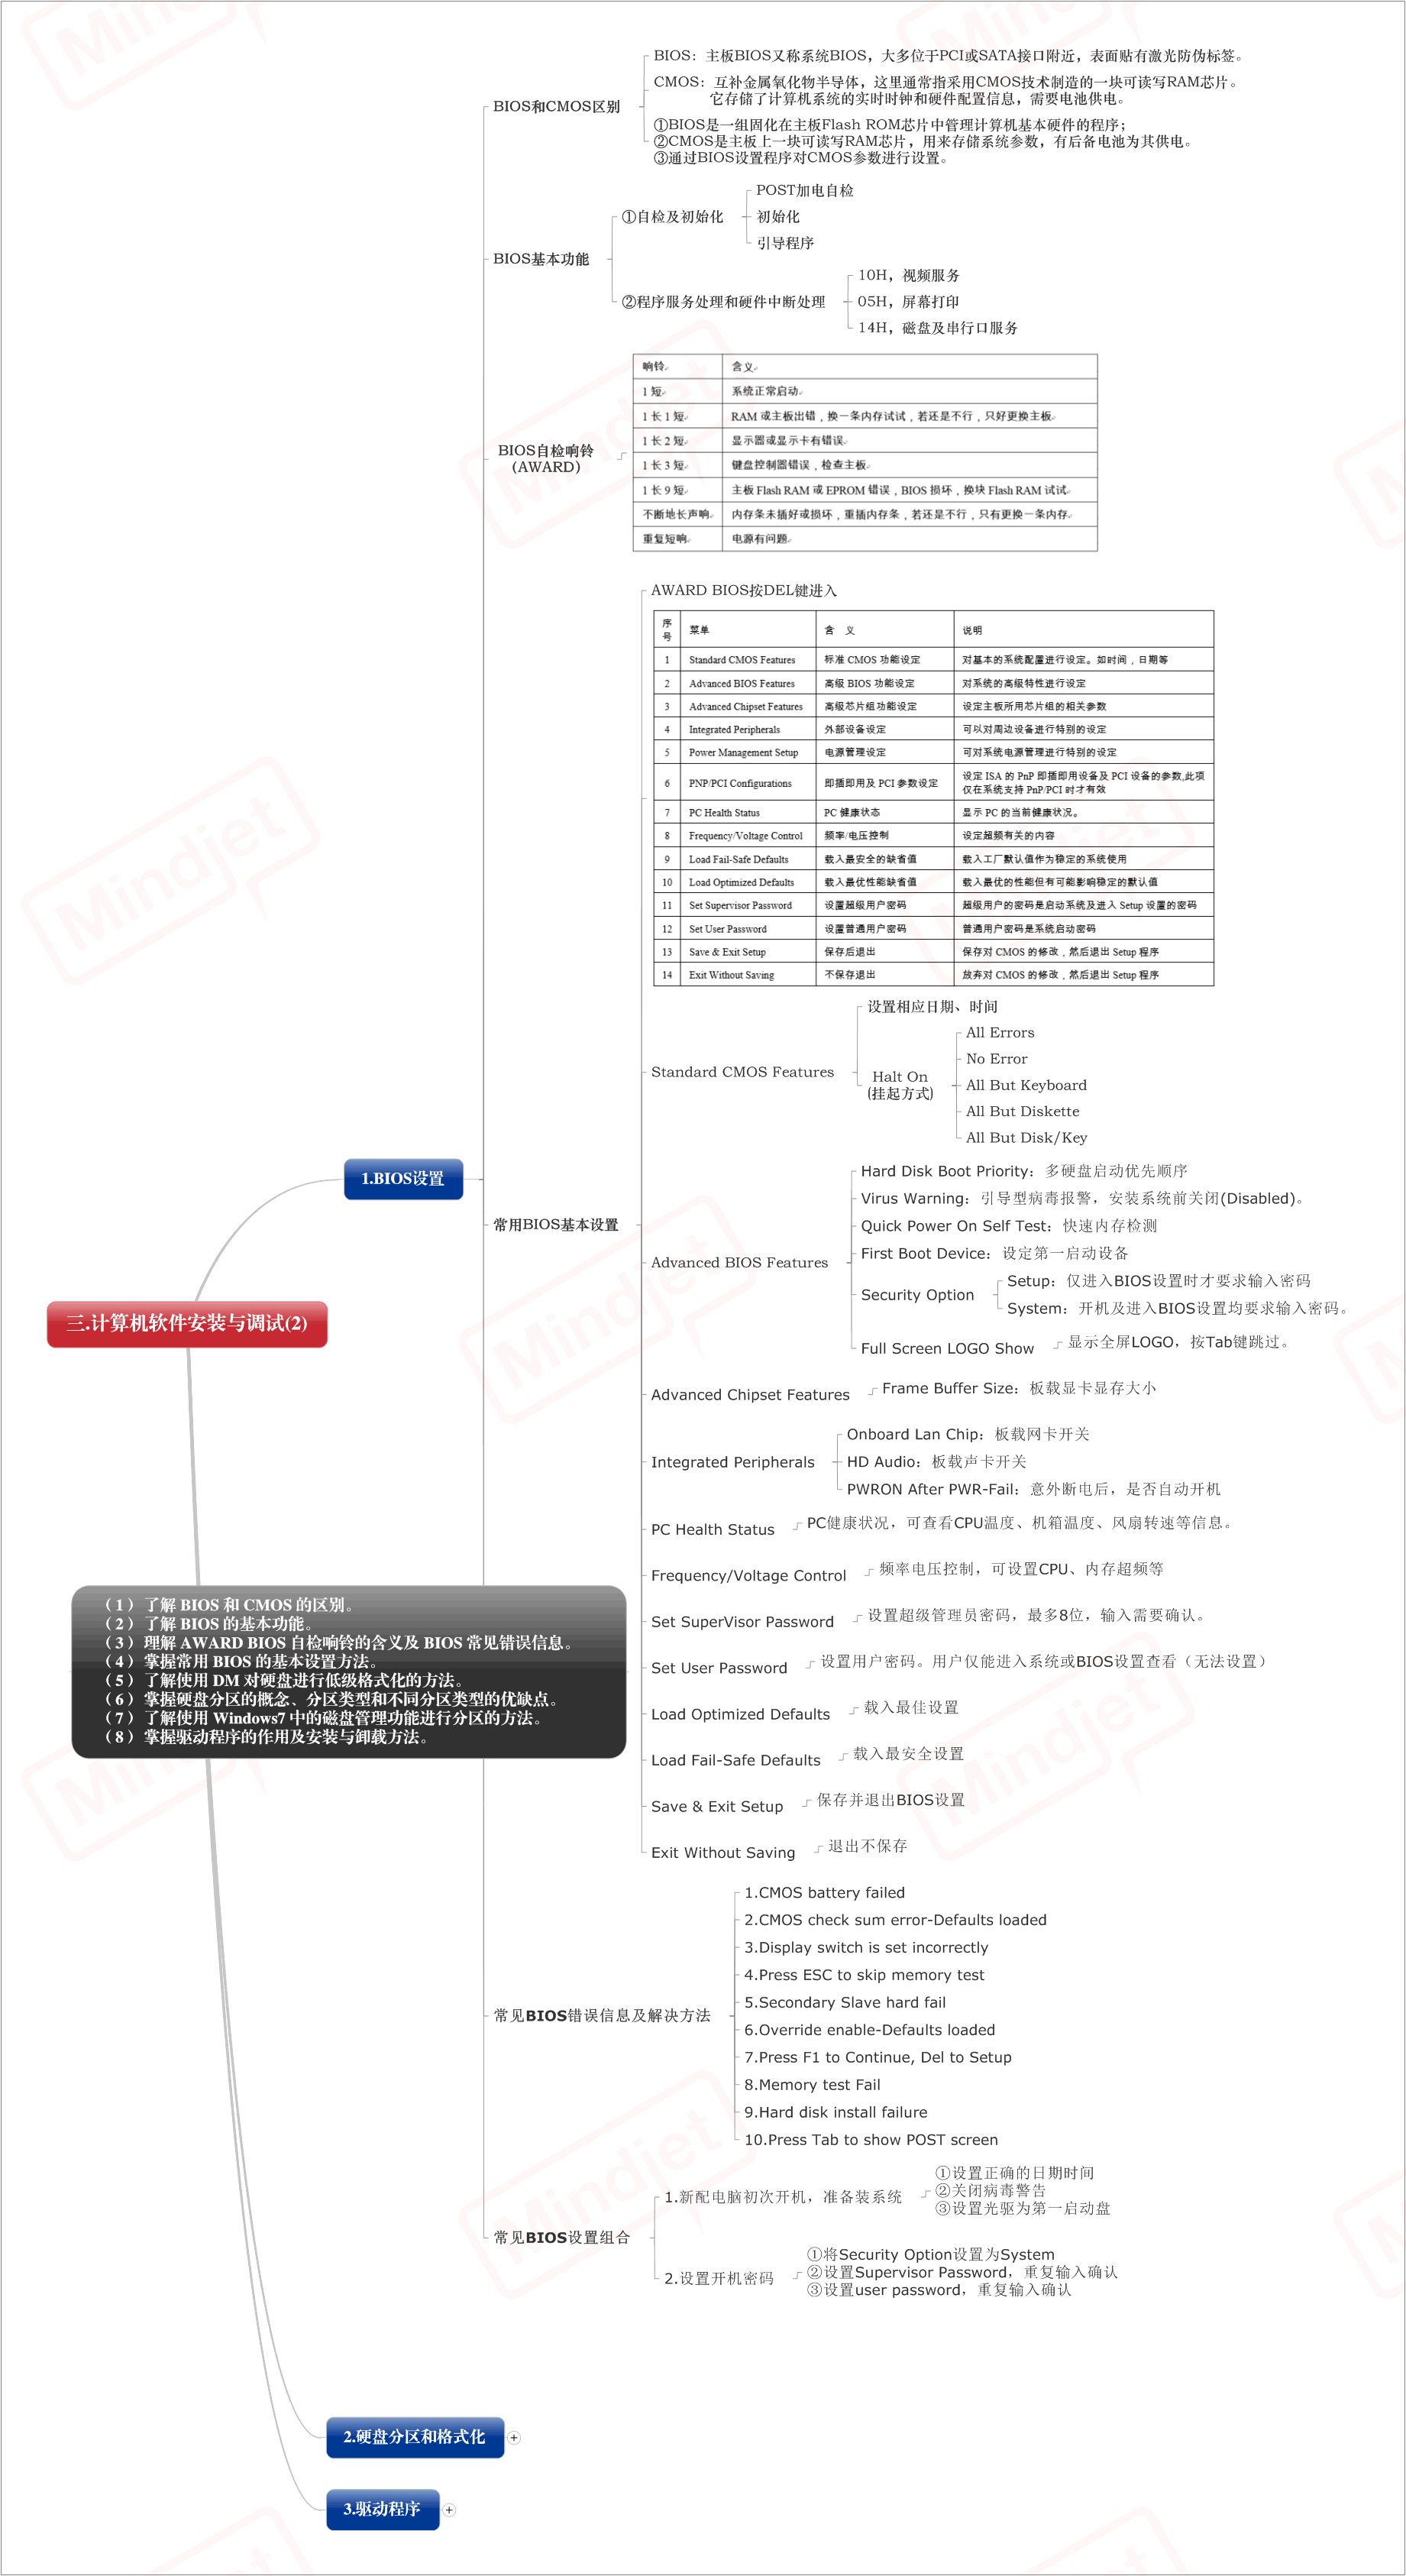 三.计算机软件安装与调试(2)
（1） 了解 BIOS 和 CMOS 的区别。
（2） 了解 BIOS 的基本功能。
（3） 理解 AWARD BIOS 自检响铃的含义及 BIOS 常见错误信息。
（4） 掌握常用 BIOS 的基本设置方法。
（5） 了解使用 DM 对硬盘进行低级格式化的方法。
（6） 掌握硬盘分区的概念、分区类型和不同分区类型的优缺点。
（7） 了解使用 Windows7 中的磁盘管理功能进行分区的方法。
（8） 掌握驱动程序的作用及安装与卸载方法。
1.BIOS设置
BIOS和CMOS区别
BIOS：主板BIOS又称系统BIOS，大多位于PCI或SATA接口附近，表面贴有激光防伪标签。
CMOS：互补金属氧化物半导体，这里通常指采用CMOS技术制造的一块可读写RAM芯片。
它存储了计算机系统的实时时钟和硬件配置信息，需要电池供电。
①BIOS是一组固化在主板Flash ROM芯片中管理计算机基本硬件的程序；
②CMOS是主板上一块可读写RAM芯片，用来存储系统参数，有后备电池为其供电。
③通过BIOS设置程序对CMOS参数进行设置。
BIOS基本功能
①自检及初始化
POST加电自检
初始化
引导程序
②程序服务处理和硬件中断处理
10H，视频服务
05H，屏幕打印
14H，磁盘及串行口服务
BIOS自检响铃
（AWARD）
响铃 含义
1 短 系统正常启动
1 长 1 短 RAM 或主板出错，换一条内存试试，若还是不行，只好更换主板
1 长 2 短 显示器或显示卡有错误
1 长 3 短 键盘控制器错误，检查主板
1 长 9 短 主板 Flash RAM 或 EPROM 错误，BIOS 损坏，换块 Flash RAM 试试
不断地长声响 内存条未插好或损坏，重插内存条，若还是不行，只有更换一条内存
重复短响 电源有问题
常用BIOS基本设置
AWARD BIOS按DEL键进入
序号 菜单 含 义 说明
1 Standard CMOS Features 标准 CMOS 功能设定 对基本的系统配置进行设定。如时间，日期等
2 Advanced BIOS Features 高级 BIOS 功能设定 对系统的高级特性进行设定
3 Advanced Chipset Features 高级芯片组功能设定 设定主板所用芯片组的相关参数
4 Integrated Peripherals 外部设备设定 可以对周边设备进行特别的设定
5 Power Management Setup 电源管理设定 可对系统电源管理进行特别的设定
6 PNP/PCI Configurations 即插即用及 PCI 参数设定 设定 ISA 的 PnP 即插即用设备及 PCI 设备的参数,此项
仅在系统支持 PnP/PCI 时才有效
7 PC Health Status PC 健康状态 显示 PC 的当前健康状况。
8 Frequency/Voltage Control 频率/电压控制 设定超频有关的内容
9 Load Fail-Safe Defaults 载入最安全的缺省值 载入工厂默认值作为稳定的系统使用
10 Load Optimized Defaults 载入最优性能缺省值 载入最优的性能但有可能影响稳定的默认值
11 Set Supervisor Password 设置超级用户密码 超级用户的密码是启动系统及进入 Setup 设置的密码
12 Set User Password 设置普通用户密码 普通用户密码是系统启动密码
13 Save & Exit Setup 保存后退出 保存对 CMOS 的修改，然后退出 Setup 程序
14 Exit Without Saving 不保存退出 放弃对 CMOS 的修改，然后退出 Setup 程序
Standard CMOS Features
设置相应日期、时间
Halt On
(挂起方式)
All Errors
No Error
All But Keyboard
All But Diskette
All But Disk/Key
Advanced BIOS Features
Hard Disk Boot Priority：多硬盘启动优先顺序
Virus Warning：引导型病毒报警，安装系统前关闭(Disabled)。
Quick Power On Self Test：快速内存检测
First Boot Device：设定第一启动设备
Security Option
Setup：仅进入BIOS设置时才要求输入密码
System：开机及进入BIOS设置均要求输入密码。
Full Screen LOGO Show
显示全屏LOGO，按Tab键跳过。
Advanced Chipset Features
Frame Buffer Size：板载显卡显存大小
Integrated Peripherals
Onboard Lan Chip：板载网卡开关
HD Audio：板载声卡开关
PWRON After PWR-Fail：意外断电后，是否自动开机
PC Health Status
PC健康状况，可查看CPU温度、机箱温度、风扇转速等信息。
Frequency/Voltage Control
频率电压控制，可设置CPU、内存超频等
Set SuperVisor Password
设置超级管理员密码，最多8位，输入需要确认。
Set User Password
设置用户密码。用户仅能进入系统或BIOS设置查看（无法设置）
Load Optimized Defaults
载入最佳设置
Load Fail-Safe Defaults
载入最安全设置
Save & Exit Setup
保存并退出BIOS设置
Exit Without Saving
退出不保存
常见BIOS错误信息及解决方法
1.CMOS battery failed
2.CMOS check sum error-Defaults loaded
3.Display switch is set incorrectly
4.Press ESC to skip memory test
5.Secondary Slave hard fail
6.Override enable-Defaults loaded
7.Press F1 to Continue, Del to Setup
8.Memory test Fail
9.Hard disk install failure
10.Press Tab to show POST screen
常见BIOS设置组合
1.新配电脑初次开机，准备装系统
①设置正确的日期时间
②关闭病毒警告
③设置光驱为第一启动盘
2.设置开机密码
①将Security Option设置为System
②设置Supervisor Password，重复输入确认
③设置user password，重复输入确认
2.硬盘分区和格式化
3.驱动程序
Mindjet